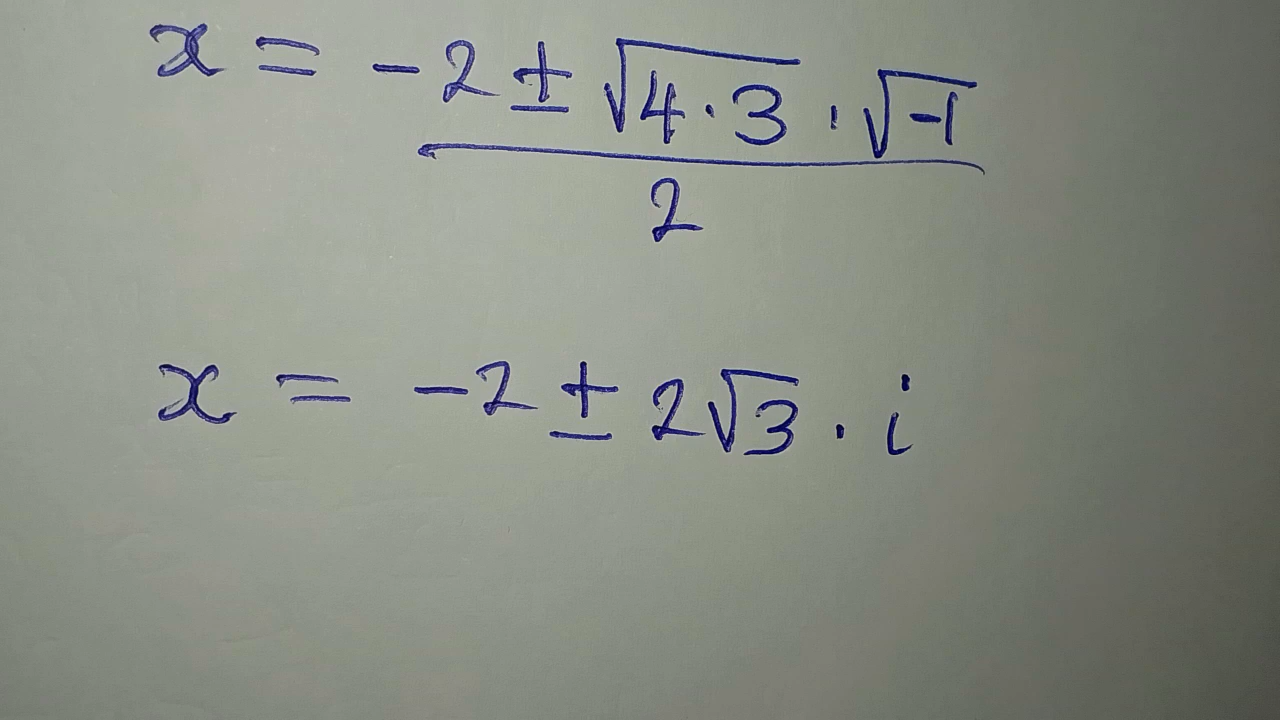 x = -2 ± √4·3 · √-1
2
x = -2 ± 2√3 · i